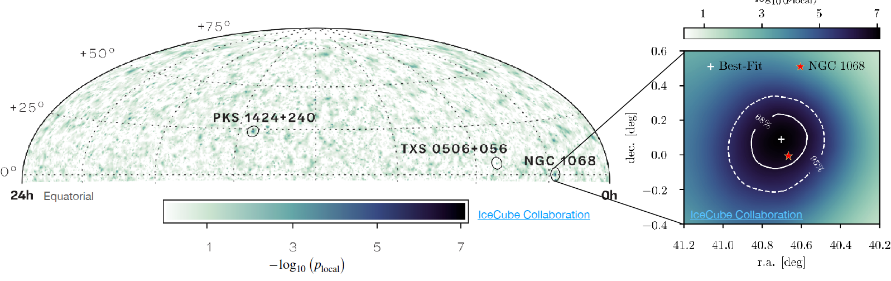 +75°
+50°
+25°
0°
PKS 1424+240
TXS 0506+056
NGC 1068
24h
Equatorial
0h
IceCube Collaboration
1 3 5 7
−log₁₀ (p_local)
1 3 5 7
Best-Fit
NGC 1068
68%
95%
IceCube Collaboration
dec. [deg]
0.6
0.4
0.2
0.0
−0.2
−0.4
41.2 41.0 40.8 40.6 40.4 40.2
r.a. [deg]